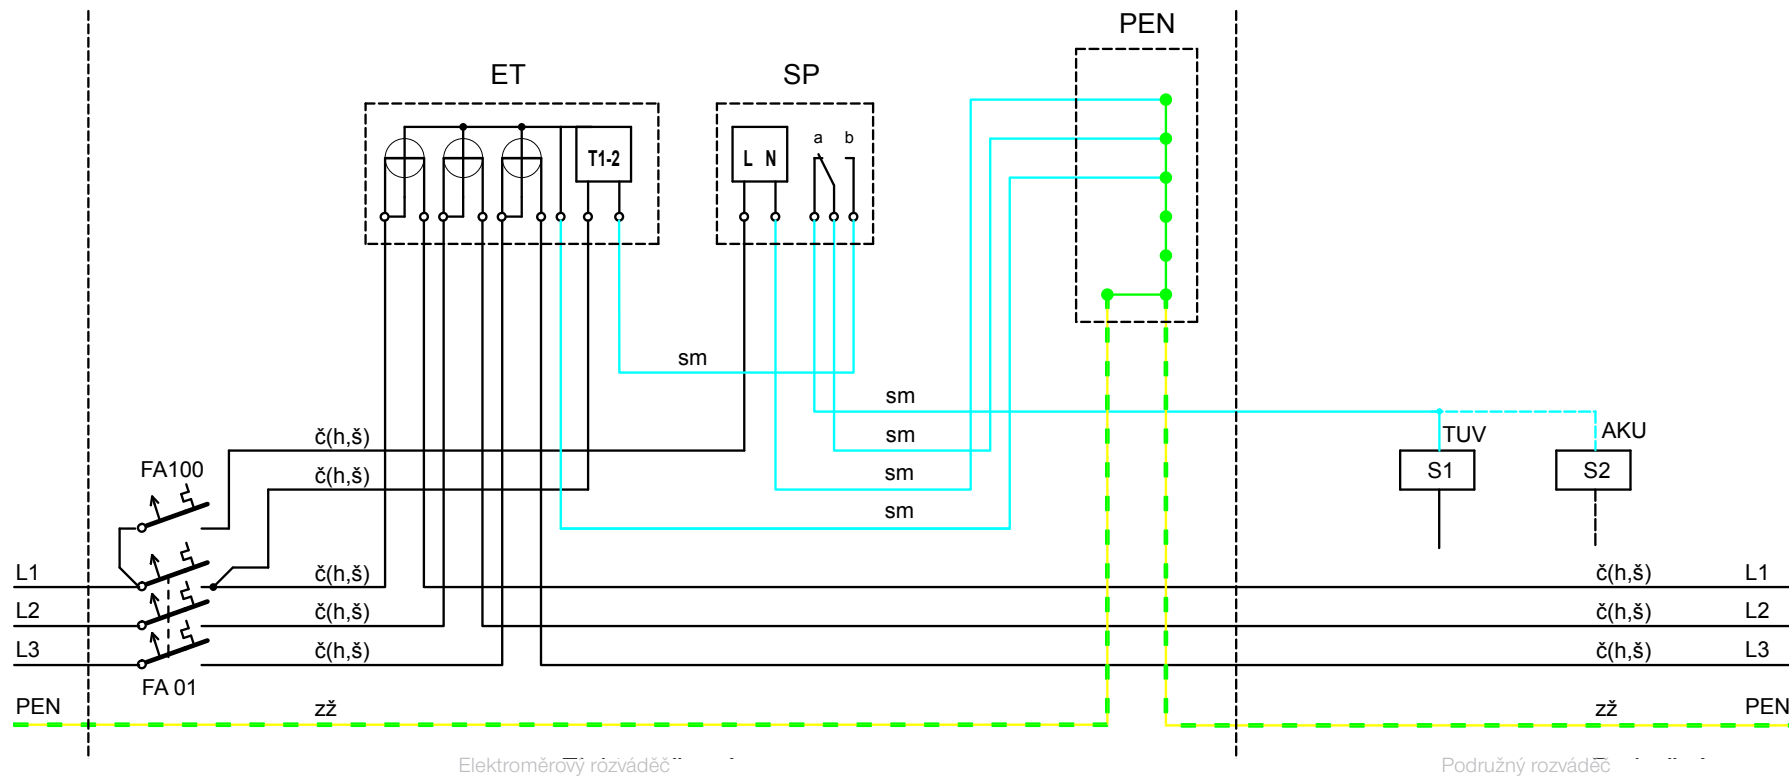 PEN
ET
SP
T1-2
L N
a
b
sm
sm
č(h,š)
sm
TUV
AKU
FA100
č(h,š)
sm
S1
S2
sm
L1
č(h,š)
č(h,š)
L1
L2
č(h,š)
č(h,š)
L2
L3
č(h,š)
č(h,š)
L3
FA 01
PEN
zž
zž
PEN
Elektroměrový rozváděč
Podružný rozváděč